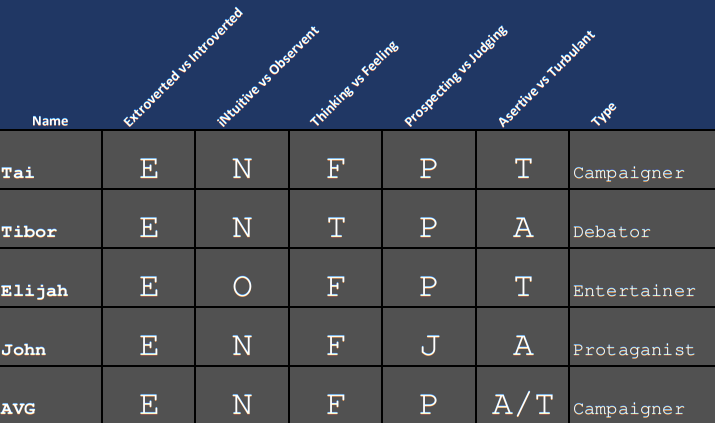 Name Extroverted vs Introverted iNtuitive vs Observent Thinking vs Feeling Prospecting vs Judging Asertive vs Turbulant Type
Tai E N F P T Campaigner
Tibor E N T P A Debator
Elijah E O F P T Entertainer
John E N F J A Protaganist
AVG E N F P A/T Campaigner